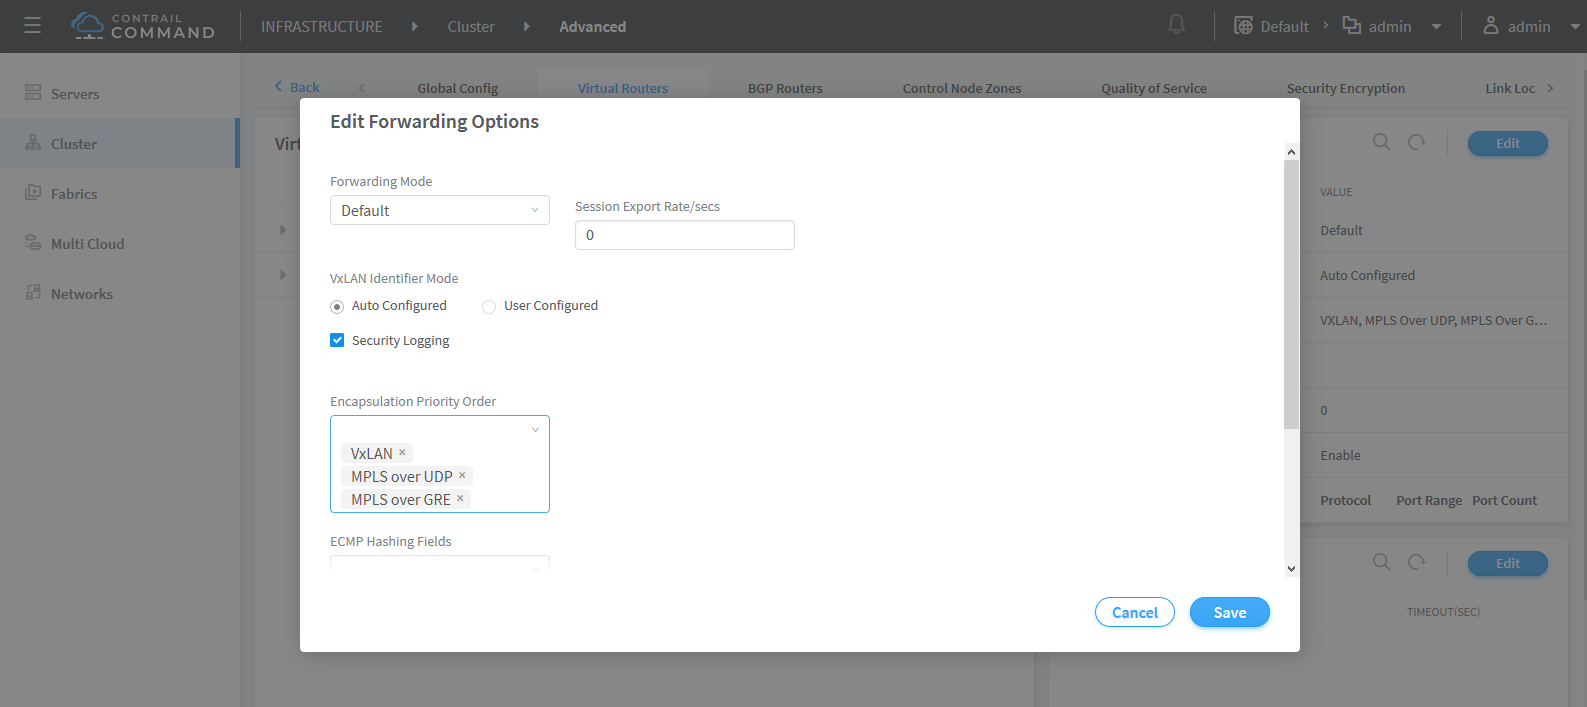 CONTRAIL
COMMAND
INFRASTRUCTURE
Cluster
Advanced
Default
admin
admin
Servers
Cluster
Fabrics
Multi Cloud
Networks
Back
Global Config
Virtual Routers
BGP Routers
Control Node Zones
Quality of Service
Security Encryption
Link Loc
Virt
Edit
VALUE
Default
Auto Configured
VXLAN, MPLS Over UDP, MPLS Over G...
0
Enable
Protocol Port Range Port Count
Edit
TIMEOUT(SEC)
Edit Forwarding Options
Forwarding Mode
Default
Session Export Rate/secs
0
VxLAN Identifier Mode
Auto Configured
User Configured
Security Logging
Encapsulation Priority Order
VxLAN ×
MPLS over UDP ×
MPLS over GRE ×
ECMP Hashing Fields
Cancel
Save